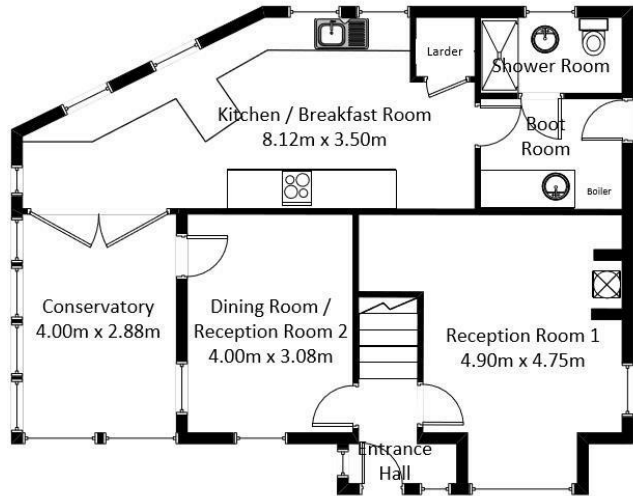 Larder
Shower Room
Kitchen / Breakfast Room
8.12m x 3.50m
Boot
Room
Boiler
Conservatory
4.00m x 2.88m
Dining Room /
Reception Room 2
4.00m x 3.08m
Reception Room 1
4.90m x 4.75m
Entrance
Hall